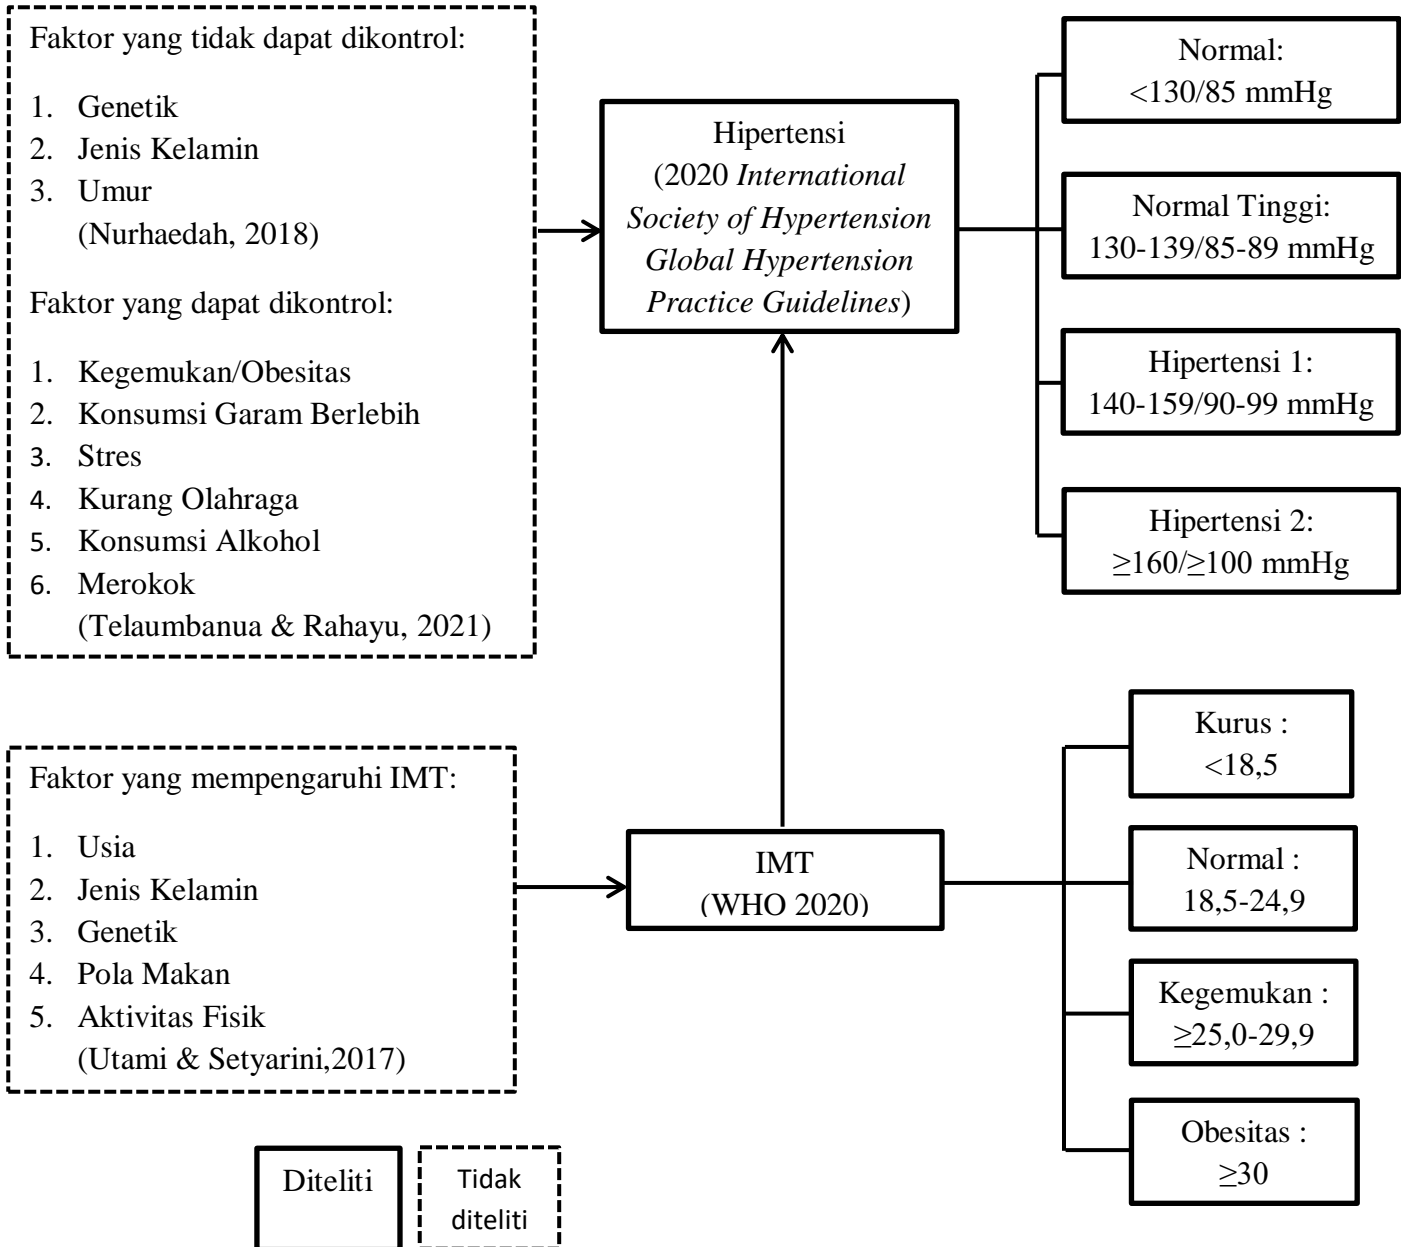 Faktor yang tidak dapat dikontrol:
1. Genetik
2. Jenis Kelamin
3. Umur
(Nurhaedah, 2018)
Faktor yang dapat dikontrol:
1. Kegemukan/Obesitas
2. Konsumsi Garam Berlebih
3. Stres
4. Kurang Olahraga
5. Konsumsi Alkohol
6. Merokok
(Telaumbanua & Rahayu, 2021)
Hipertensi
(2020 International
Society of Hypertension
Global Hypertension
Practice Guidelines)
Normal:
<130/85 mmHg
Normal Tinggi:
130-139/85-89 mmHg
Hipertensi 1:
140-159/90-99 mmHg
Hipertensi 2:
≥160/≥100 mmHg
Faktor yang mempengaruhi IMT:
1. Usia
2. Jenis Kelamin
3. Genetik
4. Pola Makan
5. Aktivitas Fisik
(Utami & Setyarini,2017)
IMT
(WHO 2020)
Kurus :
<18,5
Normal :
18,5-24,9
Kegemukan :
≥25,0-29,9
Obesitas :
≥30
Diteliti
Tidak
diteliti